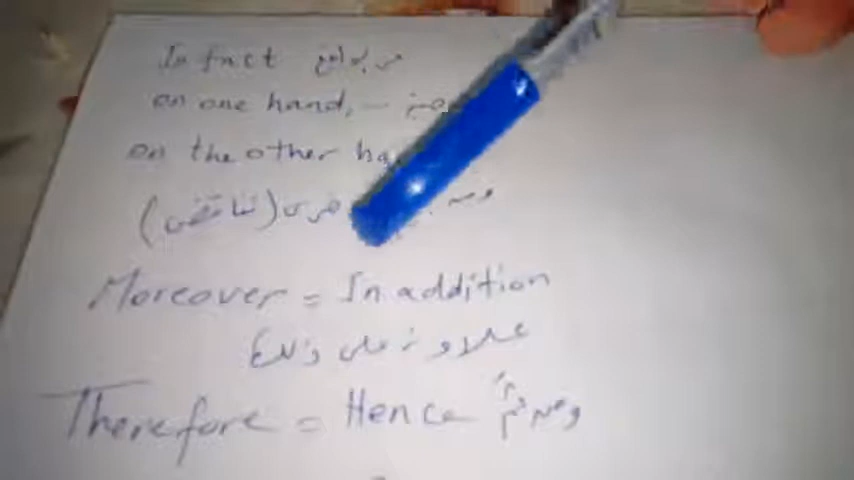 In fact في الواقع
on one hand, —
on the other ha
(تناقض)
Moreover = In addition
علاوة على ذلك
Therefore = Hence ومن ثم